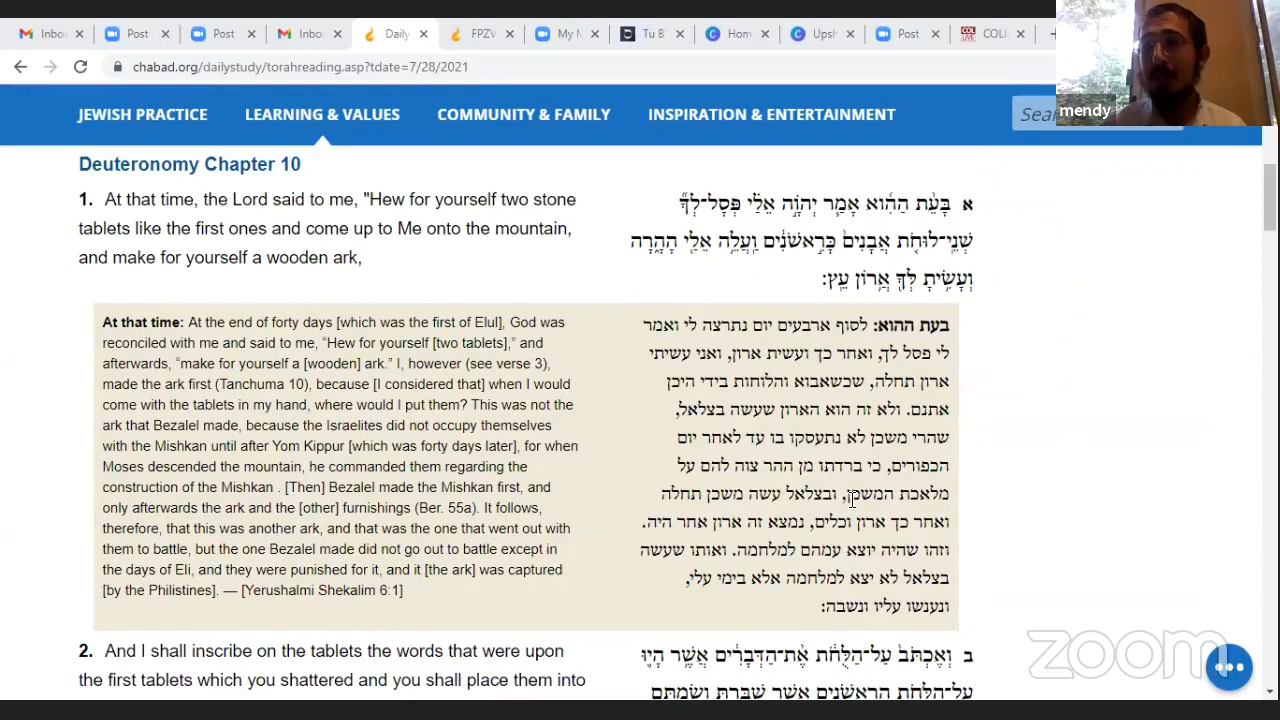 Inbo
Post
Post
Inbo
Daily
FPZV
My M
Tu B'
Hom
Upsh
Post
COLI
chabad.org/dailystudy/torahreading.asp?tdate=7/28/2021
JEWISH PRACTICE
LEARNING & VALUES
COMMUNITY & FAMILY
INSPIRATION & ENTERTAINMENT
Sea
mendy
Deuteronomy Chapter 10
1. At that time, the Lord said to me, "Hew for yourself two stone
tablets like the first ones and come up to Me onto the mountain,
and make for yourself a wooden ark,
א בָּעֵ֨ת הַהִ֜וא אָמַ֧ר יְהֹוָ֣ה אֵלַ֗י פְּסָל־לְךָ֞
שְׁנֵֽי־לוּחֹ֤ת אֲבָנִים֙ כָּרִ֣אשֹׁנִ֔ים וַֽעֲלֵ֥ה אֵלַ֖י הָהָ֑רָה
וְעָשִׂ֥יתָ לְּךָ֖ אֲר֥וֹן עֵֽץ:
At that time: At the end of forty days [which was the first of Elul], God was
reconciled with me and said to me, “Hew for yourself [two tablets],” and
afterwards, “make for yourself a [wooden] ark.” I, however (see verse 3),
made the ark first (Tanchuma 10), because [I considered that] when I would
come with the tablets in my hand, where would I put them? This was not the
ark that Bezalel made, because the Israelites did not occupy themselves
with the Mishkan until after Yom Kippur [which was forty days later], for when
Moses descended the mountain, he commanded them regarding the
construction of the Mishkan . [Then] Bezalel made the Mishkan first, and
only afterwards the ark and the [other] furnishings (Ber. 55a). It follows,
therefore, that this was another ark, and that was the one that went out with
them to battle, but the one Bezalel made did not go out to battle except in
the days of Eli, and they were punished for it, and it [the ark] was captured
[by the Philistines]. — [Yerushalmi Shekalim 6:1]
בעת ההוא: לסוף ארבעים יום נתרצה לי ואמר
לי פסל לך, ואחר כך ועשית ארון, ואני עשיתי
ארון תחלה, שכשאבוא והלוחות בידי היכן
אתנם. ולא זה הוא הארון שעשה בצלאל,
שהרי משכן לא נתעסקו בו עד לאחר יום
הכפורים, כי ברדתו מן ההר צוה להם על
מלאכת המשכן, ובצלאל עשה משכן תחלה
ואחר כך ארון וכלים, נמצא זה ארון אחר היה.
וזהו שהיה יוצא עמהם למלחמה. ואותו שעשה
בצלאל לא יצא למלחמה אלא בימי עלי,
ונענשו עליו ונשבה:
2. And I shall inscribe on the tablets the words that were upon
the first tablets which you shattered and you shall place them into
ב וְאֶכְתֹּב֙ עַל־הַלֻּחֹ֔ת אֶ֨ת־הַדְּבָרִ֔ים אֲשֶׁ֥ר הָי֛וּ
עַל־הַלֻּחֹ֥ת הָרִֽאשֹׁנִ֖ים אֲשֶׁ֣ר שִׁבַּ֑רְתָּ וְשַׂמְתָּ֖ם
zoom